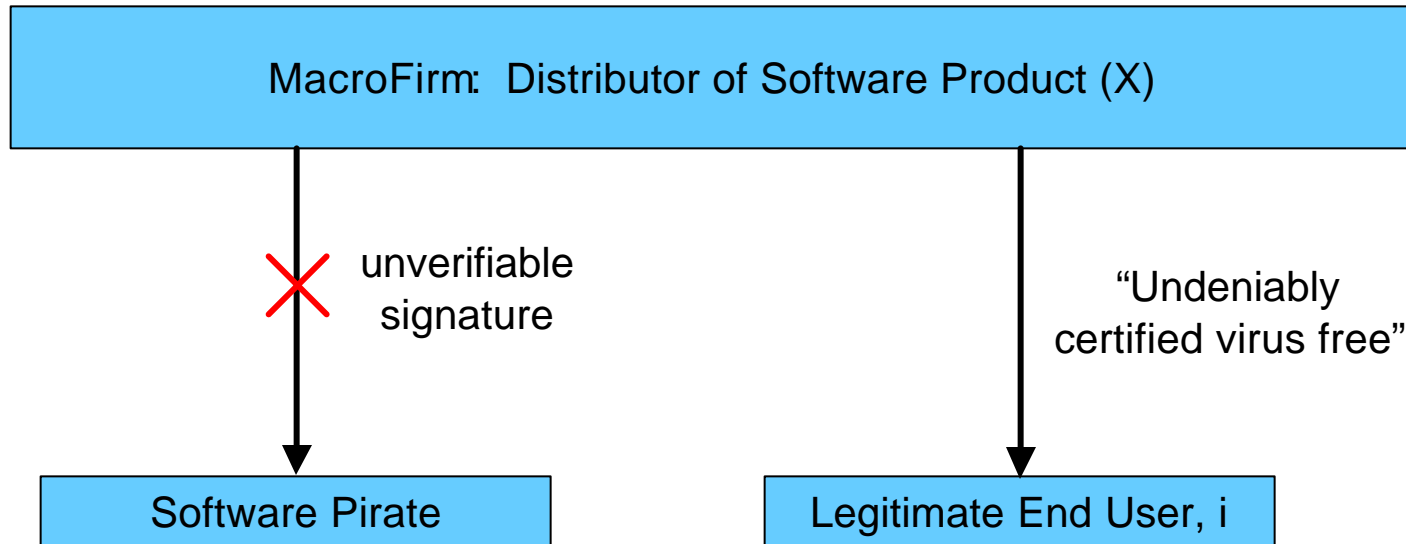 MacroFirm: Distributor of Software Product (X)
unverifiable
signature
“Undeniably
certified virus free”
Software Pirate
Legitimate End User, i